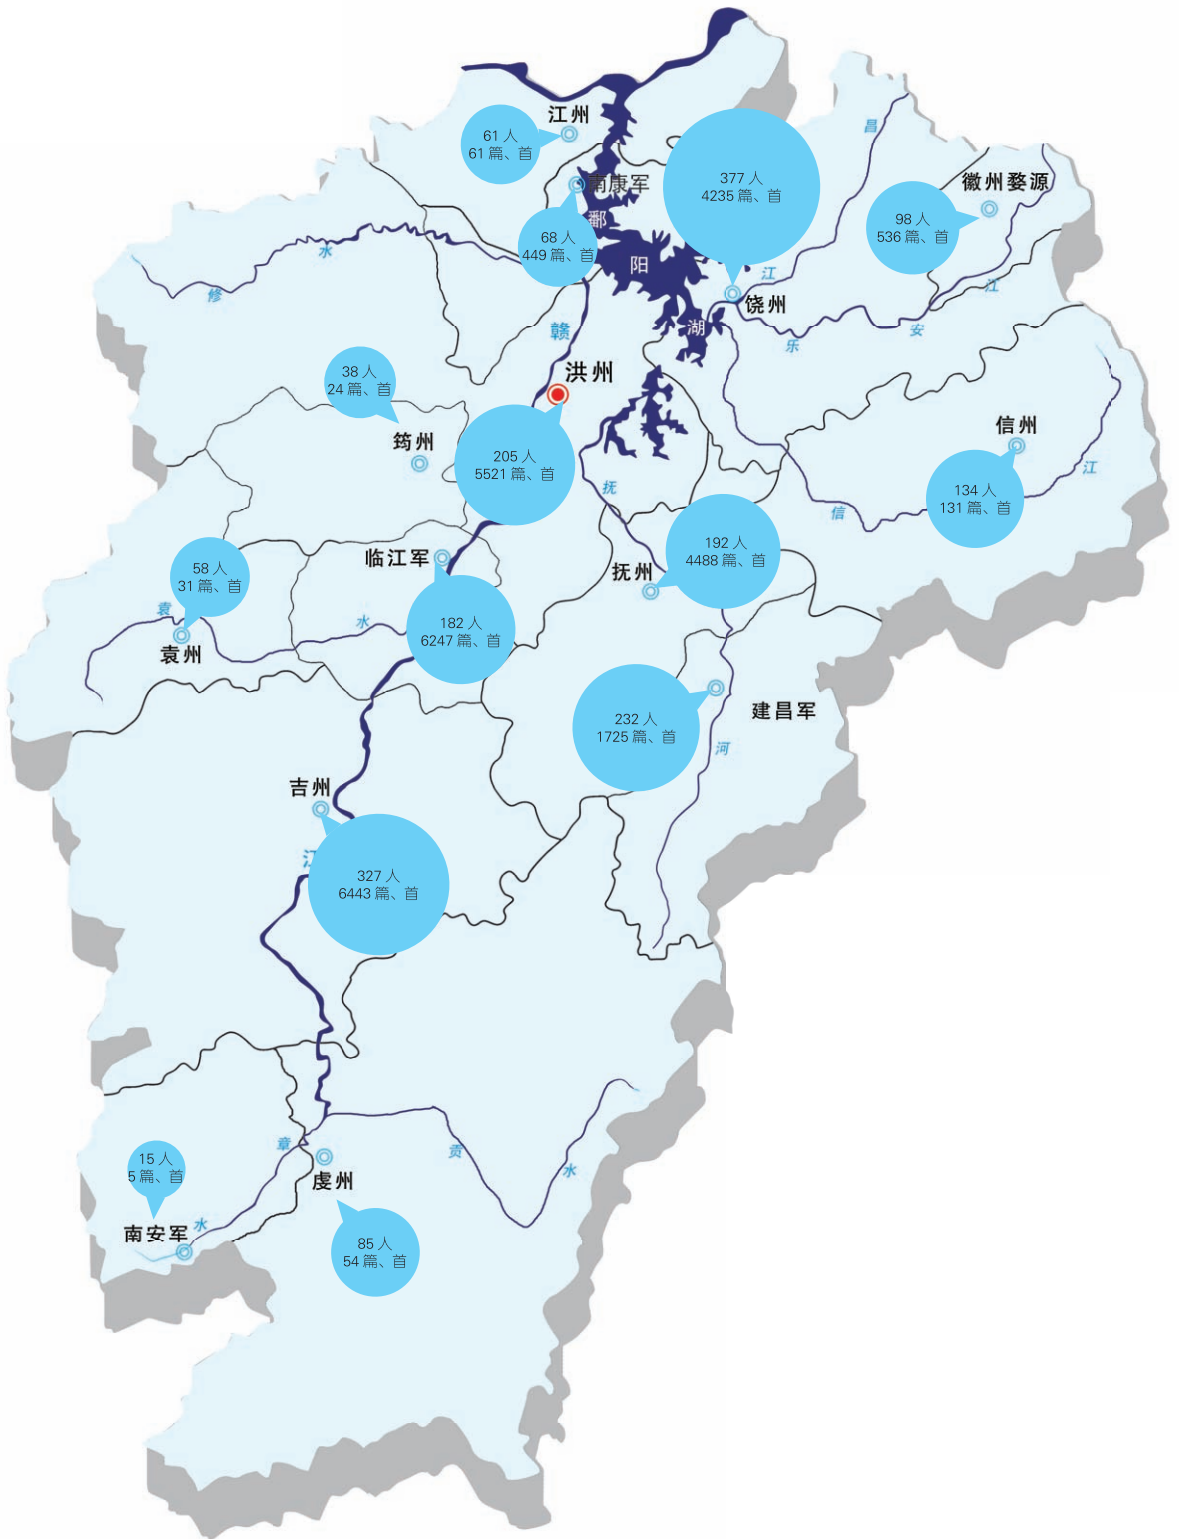 江州
61 人
61 篇、首
南康军
68 人
449 篇、首
377 人
4235 篇、首
昌
徽州婺源
98 人
536 篇、首
鄱
阳
湖
江
饶州
江
乐
安
修
水
赣
洪州
205 人
5521 篇、首
38 人
24 篇、首
筠州
信州
134 人
131 篇、首
江
信
抚
192 人
4488 篇、首
抚州
临江军
182 人
6247 篇、首
58 人
31 篇、首
袁
水
袁州
232 人
1725 篇、首
建昌军
河
吉州
327 人
6443 篇、首
江
章
贡
水
虔州
85 人
54 篇、首
15 人
5 篇、首
南安军
水